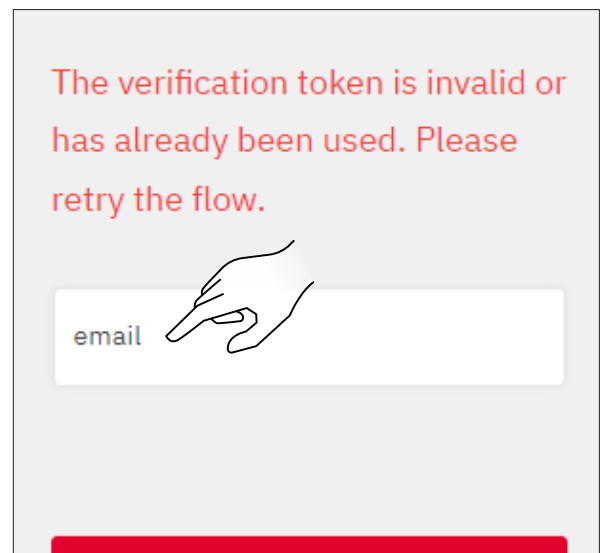 The verification token is invalid or
has already been used. Please
retry the flow.
email